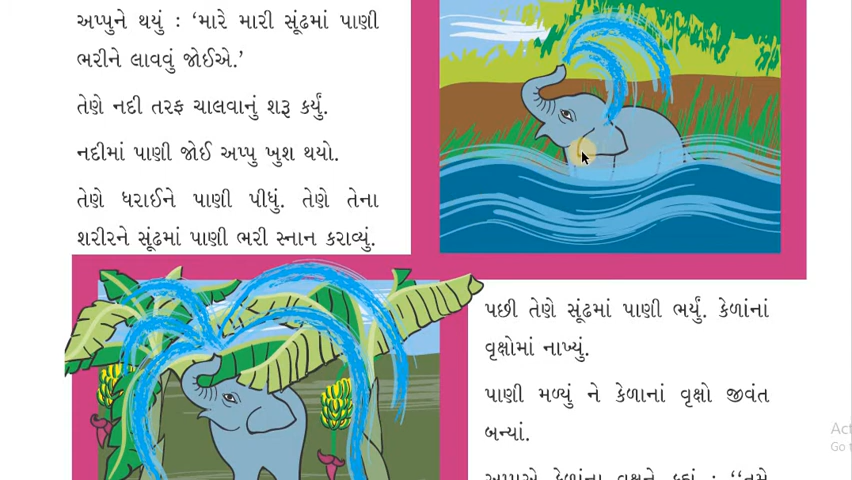 અપ્પુને થયું : ‘મારે મારી સૂંઢમાં પાણી
ભરીને લાવવું જોઈએ.’
તેણે નદી તરફ ચાલવાનું શરૂ કર્યું.
નદીમાં પાણી જોઈ અપ્પુ ખુશ થયો.
તેણે ધરાઈને પાણી પીધું. તેણે તેના
શરીરને સૂંઢમાં પાણી ભરી સ્નાન કરાવ્યું.
પછી તેણે સૂંઢમાં પાણી ભર્યું. કેળાંનાં
વૃક્ષોમાં નાખ્યું.
પાણી મળ્યું ને કેળાનાં વૃક્ષો જીવંત
બન્યાં.